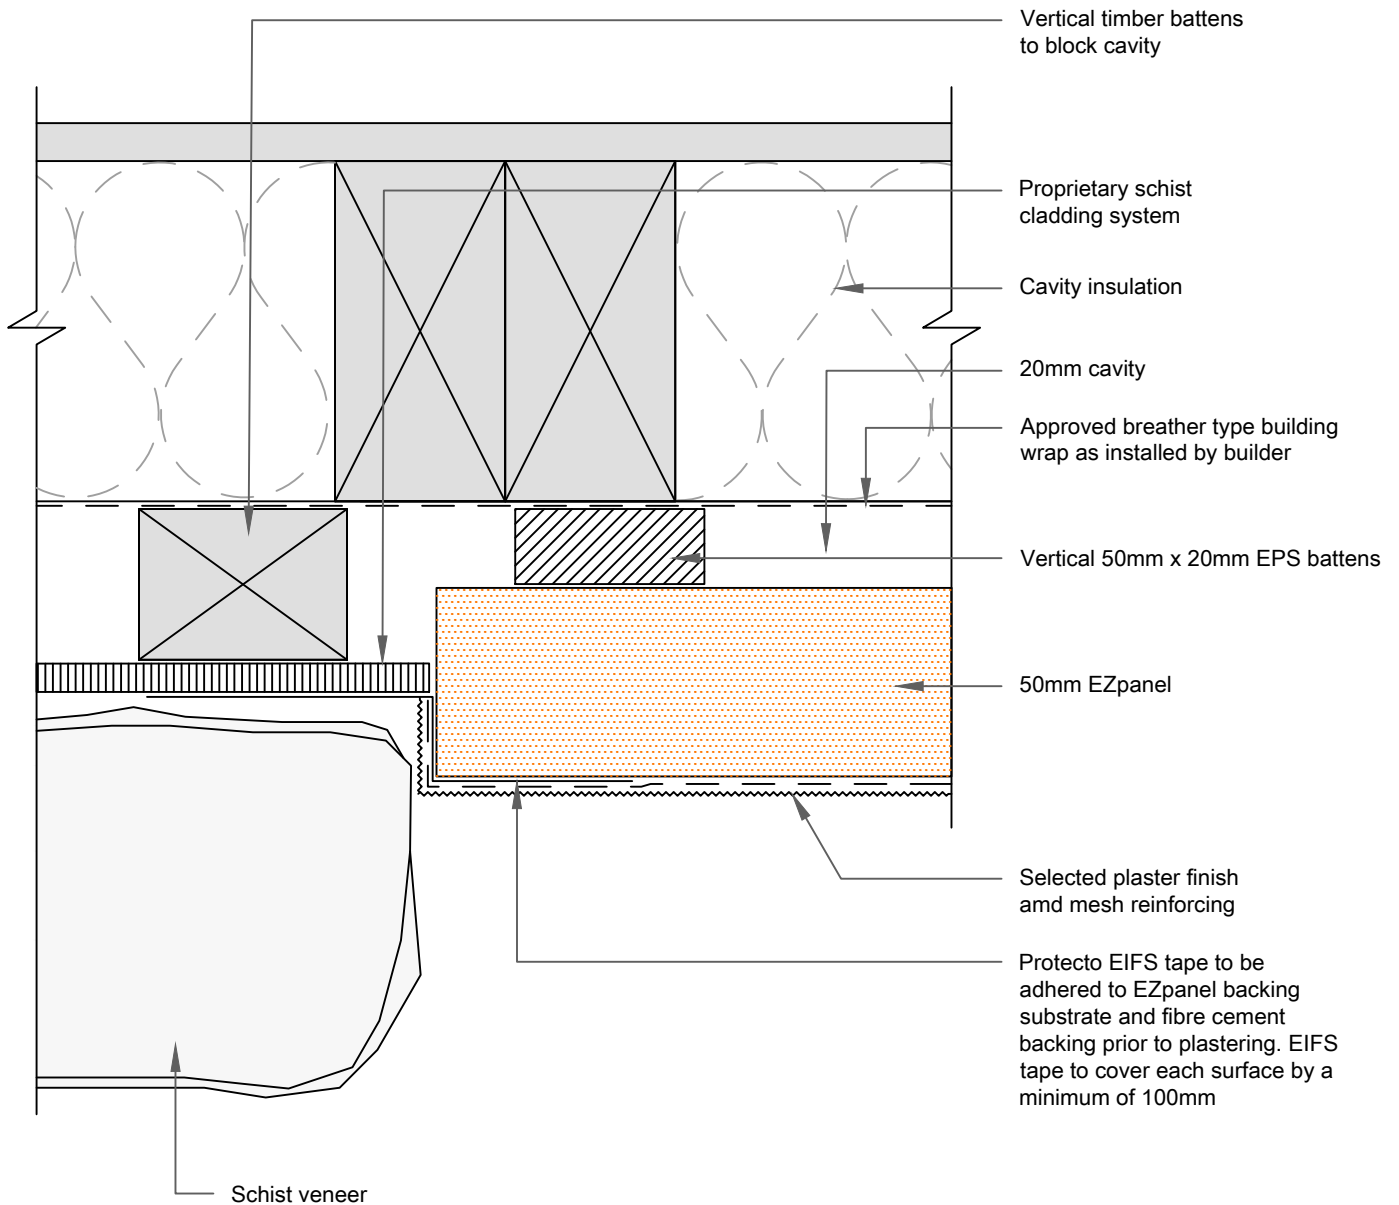 Vertical timber battens
to block cavity
Proprietary schist
cladding system
Cavity insulation
20mm cavity
Approved breather type building
wrap as installed by builder
Vertical 50mm x 20mm EPS battens
50mm EZpanel
Selected plaster finish
amd mesh reinforcing
Protecto EIFS tape to be
adhered to EZpanel backing
substrate and fibre cement
backing prior to plastering. EIFS
tape to cover each surface by a
minimum of 100mm
Schist veneer